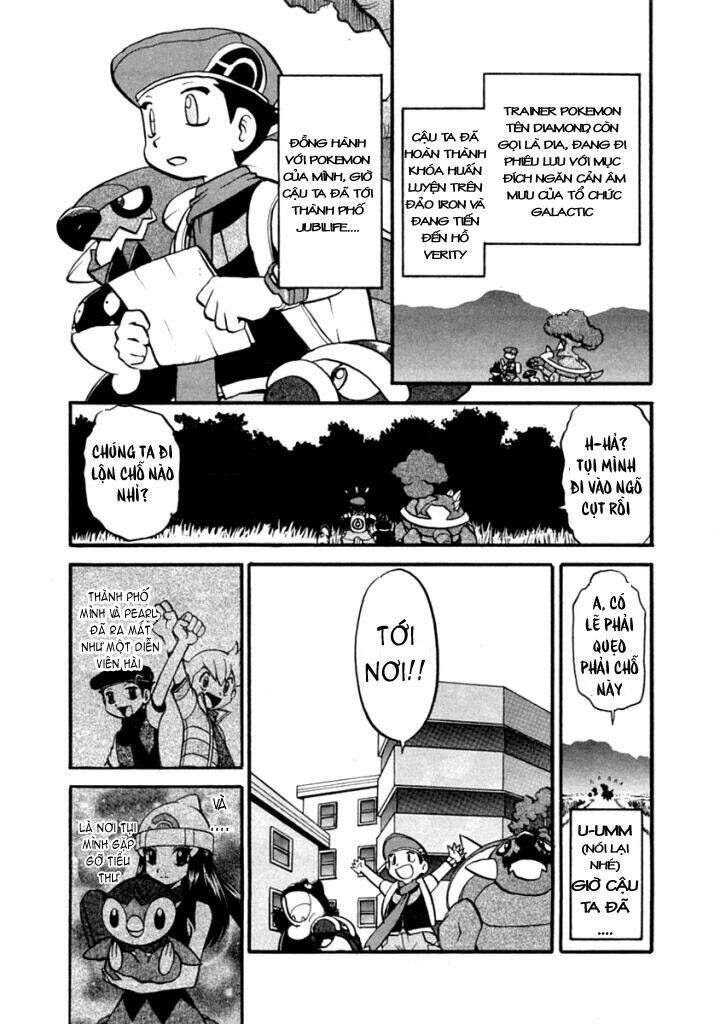 TRAINER POKEMON
TÊN DIAMOND, CÒN
GỌI LÀ DIA, ĐANG ĐI
PHIÊU LƯU VỚI MỤC
ĐÍCH NGĂN CẢN ÂM
MƯU CỦA TỔ CHỨC
GALACTIC
CẬU TA ĐÃ
HOÀN THÀNH
KHÓA HUẤN
LUYỆN TRÊN
ĐẢO IRON VÀ
ĐANG TIẾN
ĐẾN HỒ
VERITY
ĐỒNG HÀNH
VỚI POKEMON
CỦA MÌNH, GIỜ
CẬU TA ĐÃ TỚI
THÀNH PHỐ
JUBILIFE....
H-HẢ?
TỤI MÌNH
ĐI VÀO NGÕ
CỤT RỒI
CHÚNG TA ĐI
LỘN CHỖ NÀO
NHỈ?
A, CÓ
LẼ PHẢI
QUẸO
PHẢI CHỖ
NÀY
U-UMM
(NÓI LẠI
NHÉ)
GIỜ CẬU
TA ĐÃ
....
TỚI
NƠI!!
THÀNH PHỐ
MÌNH VÀ PEARL
ĐÃ RA MẮT
NHƯ MỘT DIỄN
VIÊN HÀI
VÀ
....
LÀ NƠI TỤI
MÌNH GẶP
GỠ TIỂU
THƯ